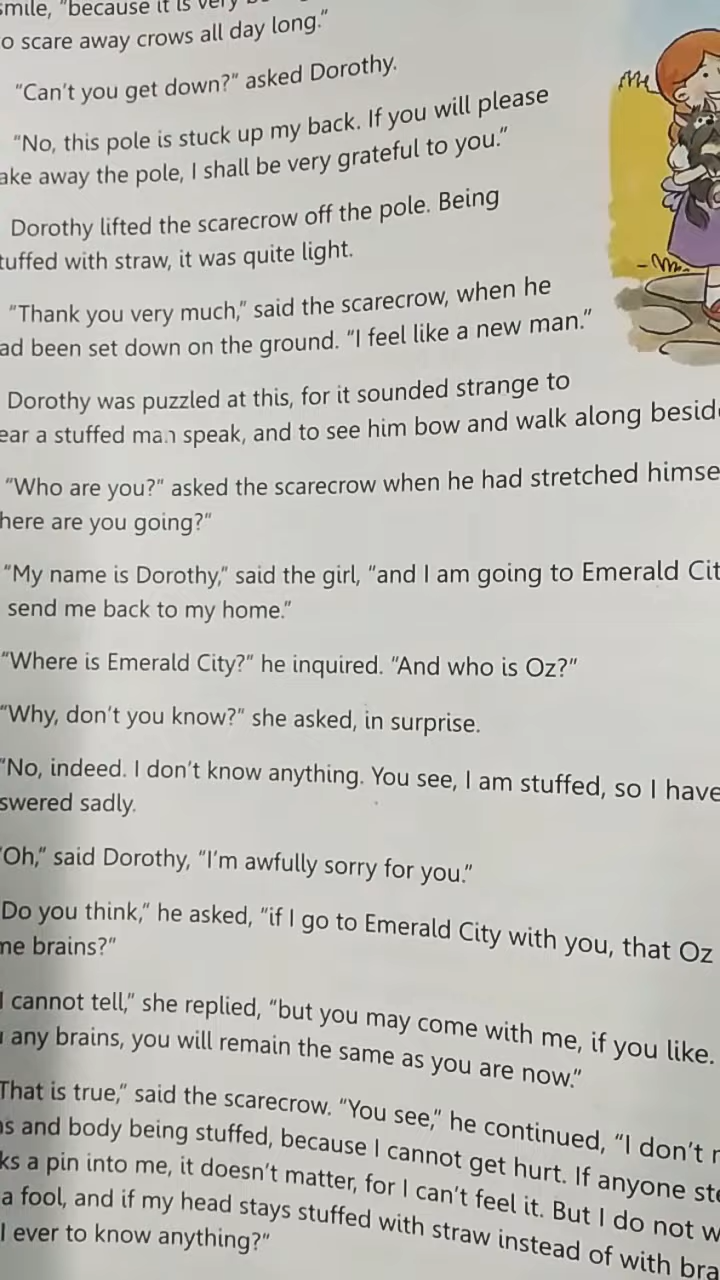 smile, "because it is very
o scare away crows all day long."
"Can't you get down?" asked Dorothy.
"No, this pole is stuck up my back. If you will please
ake away the pole, I shall be very grateful to you."
Dorothy lifted the scarecrow off the pole. Being
tuffed with straw, it was quite light.
"Thank you very much," said the scarecrow, when he
ad been set down on the ground. "I feel like a new man."
Dorothy was puzzled at this, for it sounded strange to
ear a stuffed man speak, and to see him bow and walk along besid
"Who are you?" asked the scarecrow when he had stretched himse
here are you going?"
"My name is Dorothy," said the girl, "and I am going to Emerald Cit
send me back to my home."
"Where is Emerald City?" he inquired. "And who is Oz?"
"Why, don't you know?" she asked, in surprise.
"No, indeed. I don't know anything. You see, I am stuffed, so I have
swered sadly.
"Oh," said Dorothy, "I'm awfully sorry for you."
Do you think," he asked, "if I go to Emerald City with you, that Oz
me brains?"
I cannot tell," she replied, "but you may come with me, if you like.
any brains, you will remain the same as you are now."
That is true," said the scarecrow. "You see," he continued, "I don't
s and body being stuffed, because I cannot get hurt. If anyone ste
ks a pin into me, it doesn't matter, for I can't feel it. But I do not w
a fool, and if my head stays stuffed with straw instead of with bra
I ever to know anything?"